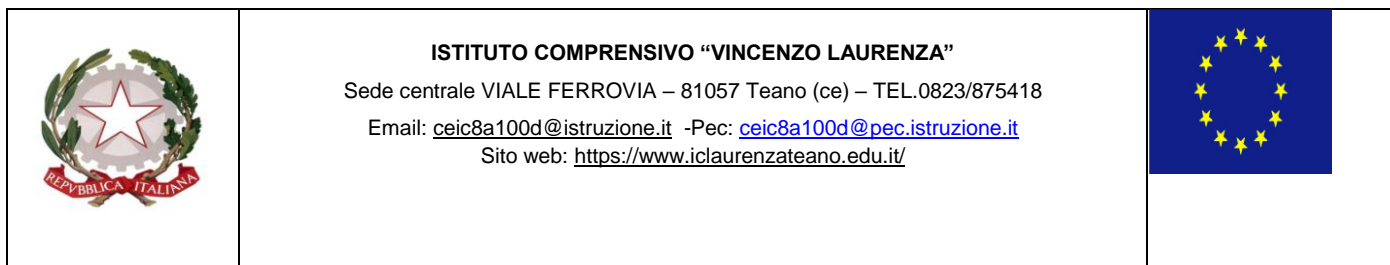 ISTITUTO COMPRENSIVO “VINCENZO LAURENZA”
Sede centrale VIALE FERROVIA – 81057 Teano (ce) – TEL.0823/875418
Email: ceic8a100d@istruzione.it -Pec: ceic8a100d@pec.istruzione.it
Sito web: https://www.iclaurenzateano.edu.it/
REPVBBLICA ITALIANA